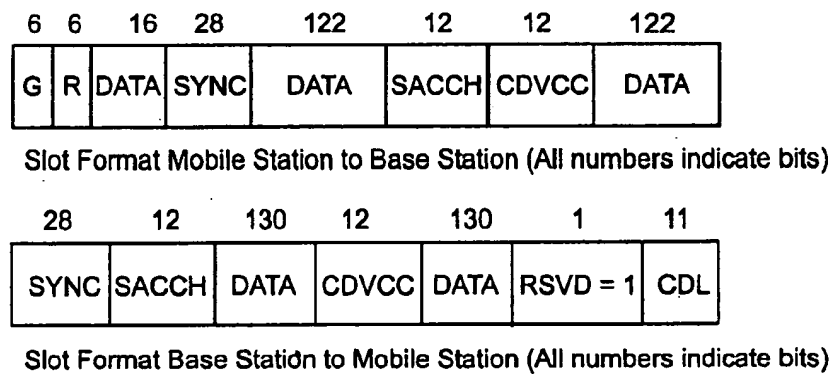 6 6 16 28 122 12 12 122
G R DATA SYNC DATA SACCH CDVCC DATA
Slot Format Mobile Station to Base Station (All numbers indicate bits)
28 12 130 12 130 1 11
SYNC SACCH DATA CDVCC DATA RSVD = 1 CDL
Slot Format Base Station to Mobile Station (All numbers indicate bits)